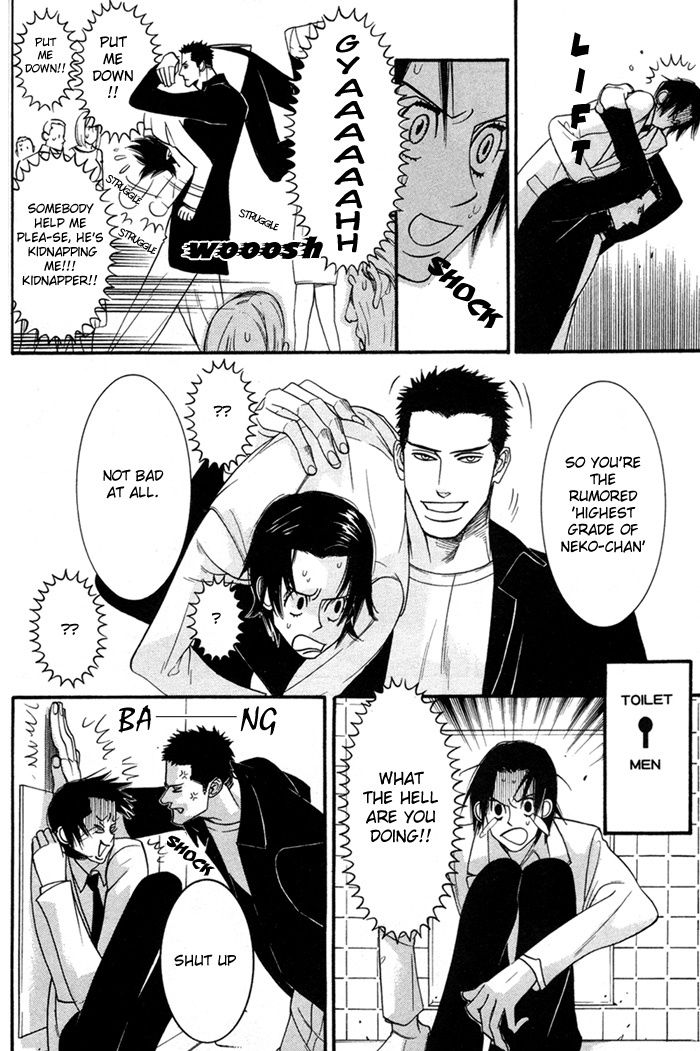 LIFT
SHOCK
GYAAAAAAHH
PUT
ME
DOWN
!!
PUT
ME
DOWN!!
STRUGGLE
STRUGGLE
STRUGGLE
wooosh
SOMEBODY
HELP ME
PLEA-SE, HE'S
KIDNAPPING
ME!!!
KIDNAPPER!!
SO YOU'RE
THE
RUMORED
'HIGHEST
GRADE OF
NEKO-CHAN'
??
NOT BAD
AT ALL.
?
??
TOILET
MEN
WHAT
THE HELL
ARE YOU
DOING!!
BA NG
SHOCK
SHUT UP